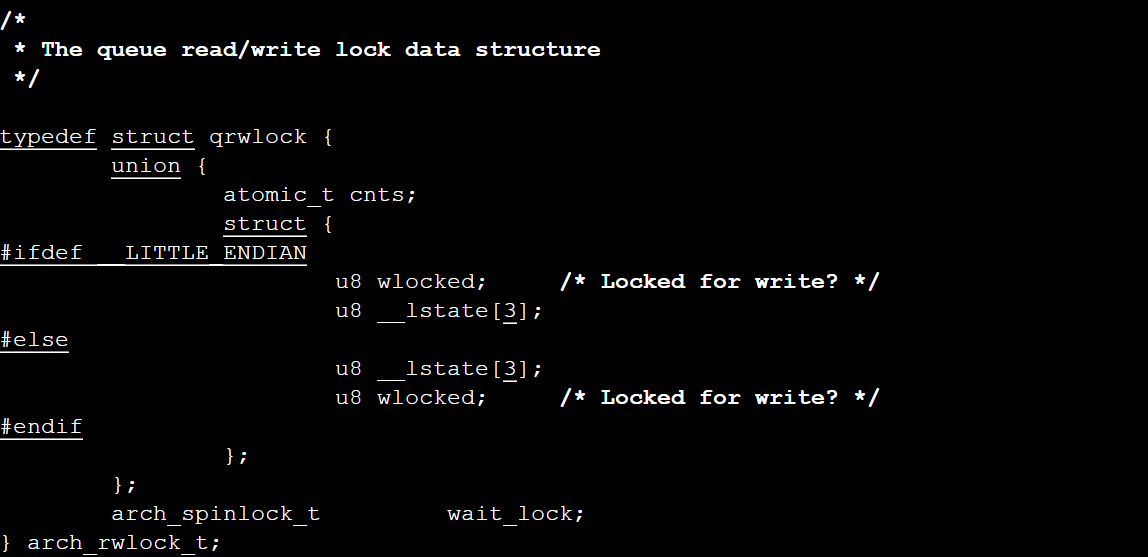 /*
 * The queue read/write lock data structure
 */
typedef struct qrwlock {
        union {
                atomic_t cnts;
                struct {
#ifdef __LITTLE_ENDIAN
                        u8 wlocked;     /* Locked for write? */
                        u8 __lstate[3];
#else
                        u8 __lstate[3];
                        u8 wlocked;     /* Locked for write? */
#endif
                };
        };
        arch_spinlock_t         wait_lock;
} arch_rwlock_t;